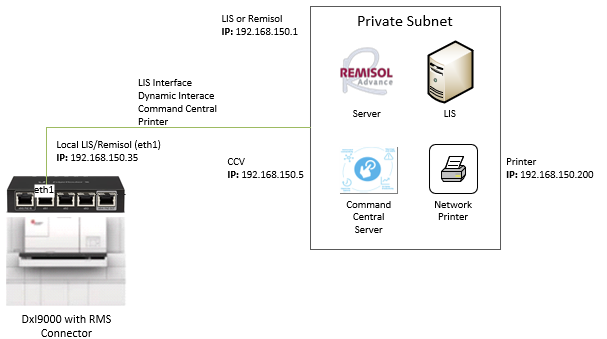 LIS or Remisol
IP: 192.168.150.1
Private Subnet
REMISOL
Advance
Server
LIS
LIS Interface
Dynamic Interace
Command Central
Printer
Local LIS/Remisol (eth1)
IP: 192.168.150.35
CCV
IP: 192.168.150.5
Printer
IP: 192.168.150.200
Command
Central
Server
Network
Printer
eth1
DxI9000 with RMS
Connector